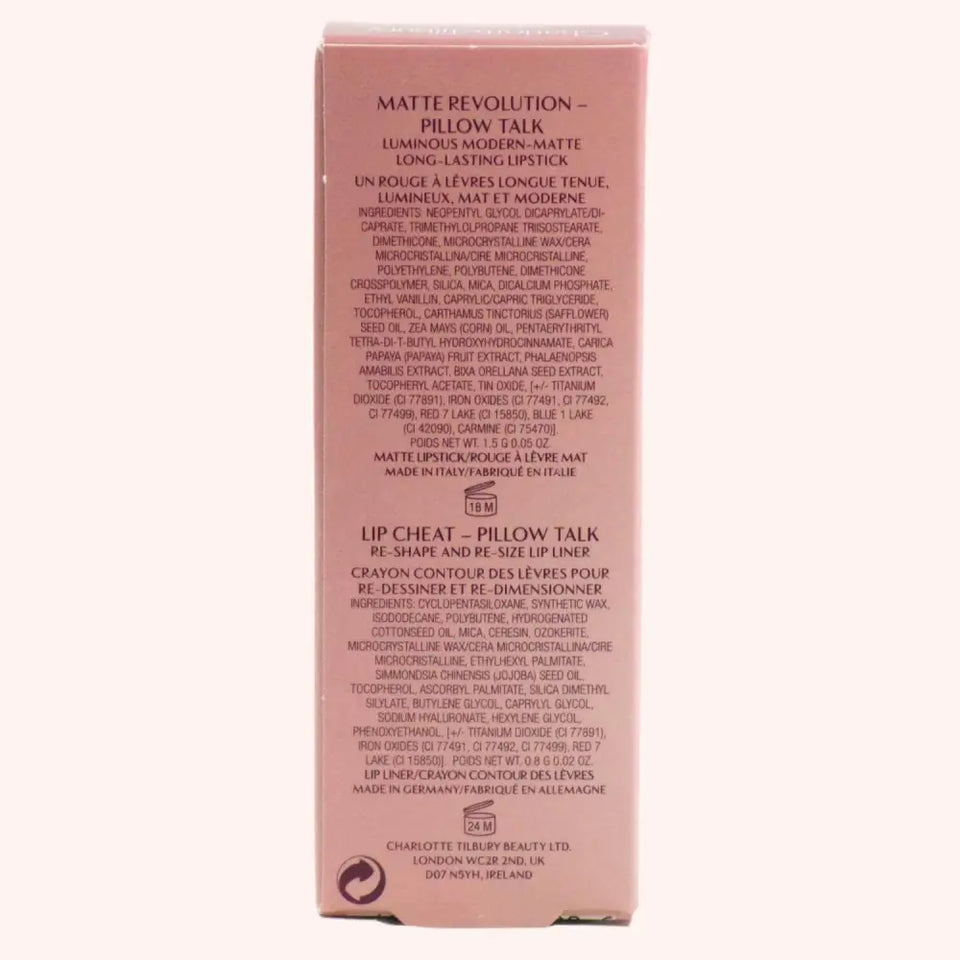 MATTE REVOLUTION –
PILLOW TALK
LUMINOUS MODERN-MATTE
LONG-LASTING LIPSTICK
UN ROUGE À LÉVRES LONGUE TENUE,
LUMINEUX, MAT ET MODERNE
INGREDIENTS: NEOPENTYL GLYCOL DICAPRYLATE/DI-
CAPRATE, TRIMETHYLOLPROPANE TRIISOSTEARATE,
DIMETHICONE, MICROCRYSTALLINE WAX/CERA
MICROCRISTALLINA/CIRE MICROCRISTALLINE,
POLYETHYLENE, POLYBUTENE, DIMETHICONE
CROSSPOLYMER, SILICA, MICA, DICALCIUM PHOSPHATE,
ETHYL VANILLIN, CAPRYLIC/CAPRIC TRIGLYCERIDE,
TOCOPHEROL, CARTHAMUS TINCTORIUS (SAFFLOWER)
SEED OIL, ZEA MAYS (CORN) OIL, PENTAERYTHRITYL
TETRA-DI-T-BUTYL HYDROXYHYDROCINNAMATE, CARICA
PAPAYA (PAPAYA) FRUIT EXTRACT, PHALAENOPSIS
AMABILIS EXTRACT, BIXA ORELLANA SEED EXTRACT,
TOCOPHERYL ACETATE, TIN OXIDE, [+/- TITANIUM
DIOXIDE (CI 77891), IRON OXIDES (CI 77491, CI 77492,
CI 77499), RED 7 LAKE (CI 15850), BLUE 1 LAKE
(CI 42090), CARMINE (CI 75470)].
POIDS NET WT. 1.5 G 0.05 OZ.
MATTE LIPSTICK/ROUGE À LÈVRE MAT
MADE IN ITALY/FABRIQUÉ EN ITALIE
18 M
LIP CHEAT – PILLOW TALK
RE-SHAPE AND RE-SIZE LIP LINER
CRAYON CONTOUR DES LÈVRES POUR
RE-DESSINER ET RE-DIMENSIONNER
INGREDIENTS: CYCLOPENTASILOXANE, SYNTHETIC WAX,
ISODODECANE, POLYBUTENE, HYDROGENATED
COTTONSEED OIL, MICA, CERESIN, OZOKERITE,
MICROCRYSTALLINE WAX/CERA MICROCRISTALLINA/CIRE
MICROCRISTALLINE, ETHYLHEXYL PALMITATE,
SIMMONDSIA CHINENSIS (JOJOBA) SEED OIL,
TOCOPHEROL, ASCORBYL PALMITATE, SILICA DIMETHYL
SILYLATE, BUTYLENE GLYCOL, CAPRYLYL GLYCOL,
SODIUM HYALURONATE, HEXYLENE GLYCOL,
PHENOXYETHANOL, [+/- TITANIUM DIOXIDE (CI 77891),
IRON OXIDES (CI 77491, CI 77492, CI 77499), RED 7
LAKE (CI 15850)]. POIDS NET WT. 0.8 G 0.02 OZ.
LIP LINER/CRAYON CONTOUR DES LÈVRES
MADE IN GERMANY/FABRIQUÉ EN ALLEMAGNE
24 M
CHARLOTTE TILBURY BEAUTY LTD.
LONDON WC2R 2ND, UK
D07 N5YH, IRELAND